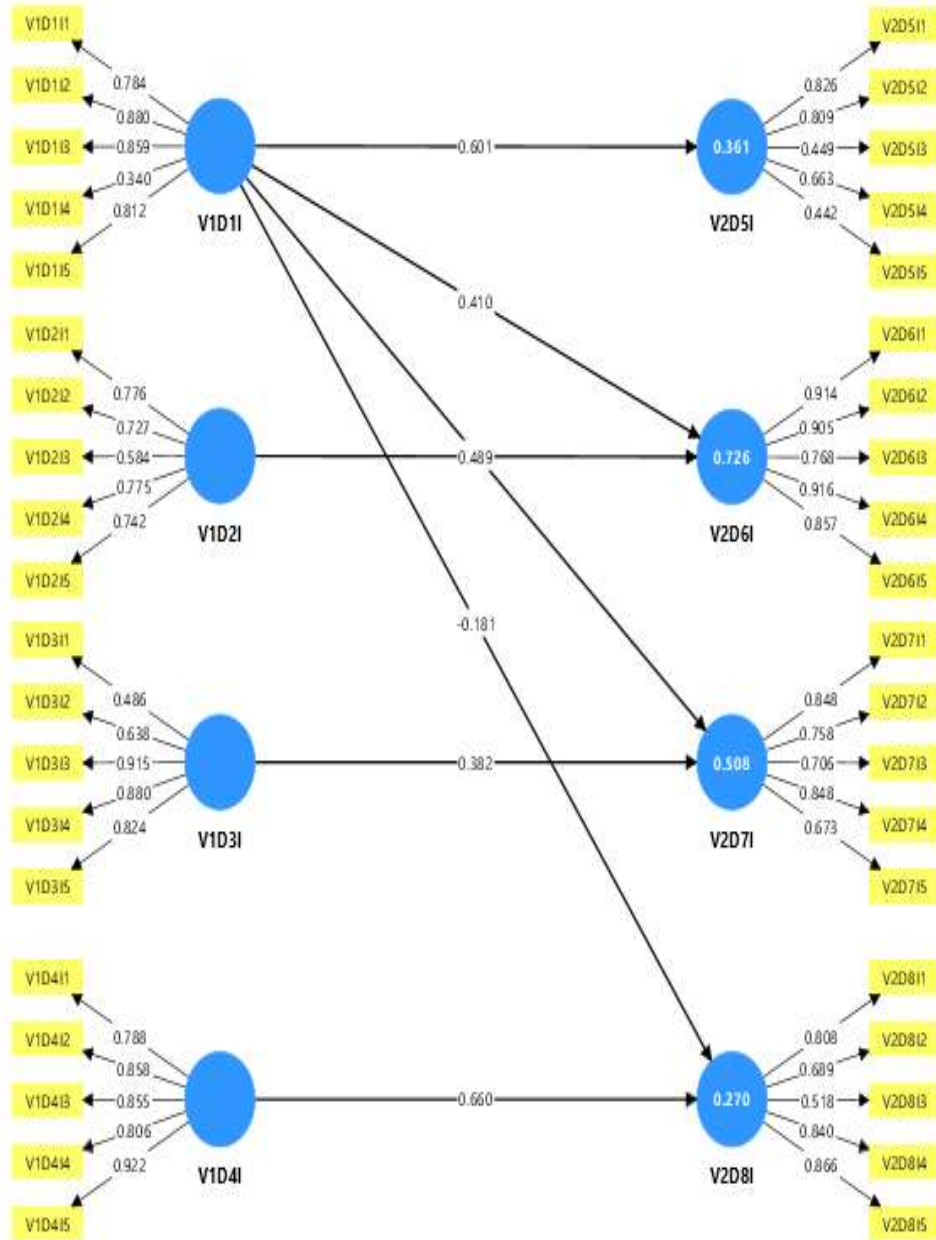 V1D1I1
V2D5I1
0.784
0.826
V1D1I2
V2D5I2
0.880
0.809
V1D1I3
0.859
0.601
0.361
0.449
V2D5I3
0.340
0.663
V1D1I4
V2D5I4
0.812
0.442
V1D1I
V2D5I
V1D1I5
V2D5I5
0.410
V1D2I1
V2D6I1
0.776
0.914
V1D2I2
V2D6I2
0.727
0.905
V1D2I3
0.584
0.489
0.726
0.768
V2D6I3
0.775
0.916
V1D2I4
V2D6I4
0.742
0.857
V1D2I
V2D6I
V1D2I5
V2D6I5
-0.181
V1D3I1
V2D7I1
0.486
0.848
V1D3I2
V2D7I2
0.638
0.758
V1D3I3
0.915
0.382
0.508
0.706
V2D7I3
0.880
0.848
V1D3I4
V2D7I4
0.824
0.673
V1D3I
V2D7I
V1D3I5
V2D7I5
V1D4I1
V2D8I1
0.788
0.808
V1D4I2
V2D8I2
0.858
0.689
V1D4I3
0.855
0.660
0.270
0.518
V2D8I3
0.806
0.840
V1D4I4
V2D8I4
0.922
0.866
V1D4I
V2D8I
V1D4I5
V2D8I5